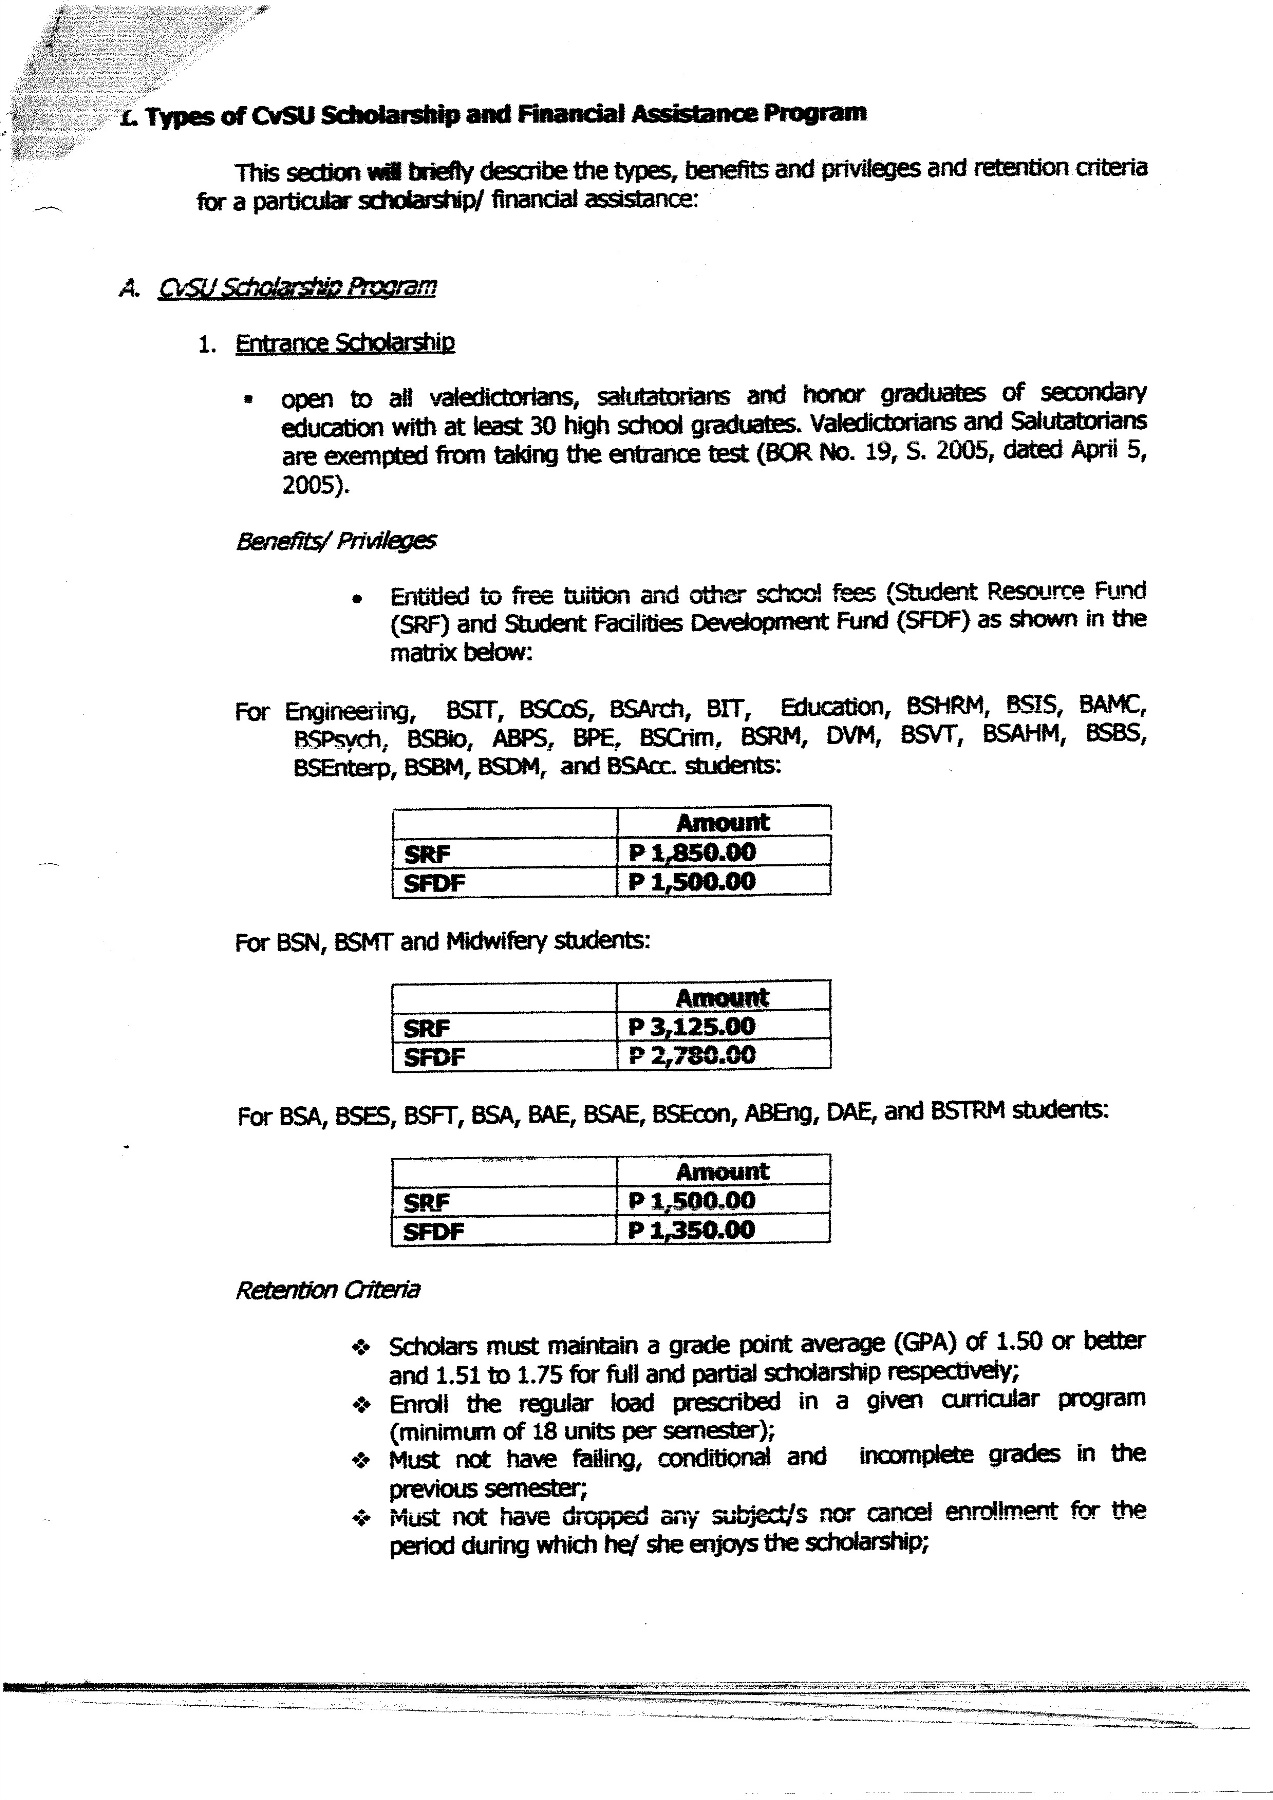 I. Types of CvSU Scholarship and Financial Assistance Program
This section will briefly describe the types, benefits and privileges and retention criteria
for a particular scholarship/ financial assistance:
A. CvSU Scholarship Program
1. Entrance Scholarship
▪ open to all valedictorians, salutatorians and honor graduates of secondary
education with at least 30 high school graduates. Valedictorians and Salutatorians
are exempted from taking the entrance test (BOR No. 19, S. 2005, dated April 5,
2005).
Benefits/ Privileges
• Entitled to free tuition and other school fees (Student Resource Fund
(SRF) and Student Facilities Development Fund (SFDF) as shown in the
matrix below:
For Engineering, BSIT, BSCoS, BSArch, BIT, Education, BSHRM, BSIS, BAMC,
BSPsych, BSBio, ABPS, BPE, BSCrim, BSRM, DVM, BSVT, BSAHM, BSBS,
BSEnterp, BSBM, BSDM, and BSAcc. students:
Amount
SRF P 1,850.00
SFDF P 1,500.00
For BSN, BSMT and Midwifery students:
Amount
SRF P 3,125.00
SFDF P 2,780.00
For BSA, BSES, BSFT, BSA, BAE, BSAE, BSEcon, ABEng, DAE, and BSTRM students:
Amount
SRF P 1,500.00
SFDF P 1,350.00
Retention Criteria
❖ Scholars must maintain a grade point average (GPA) of 1.50 or better
and 1.51 to 1.75 for full and partial scholarship respectively;
❖ Enroll the regular load prescribed in a given curricular program
(minimum of 18 units per semester);
❖ Must not have failing, conditional and incomplete grades in the
previous semester;
❖ Must not have dropped any subject/s nor cancel enrollment for the
period during which he/ she enjoys the scholarship;